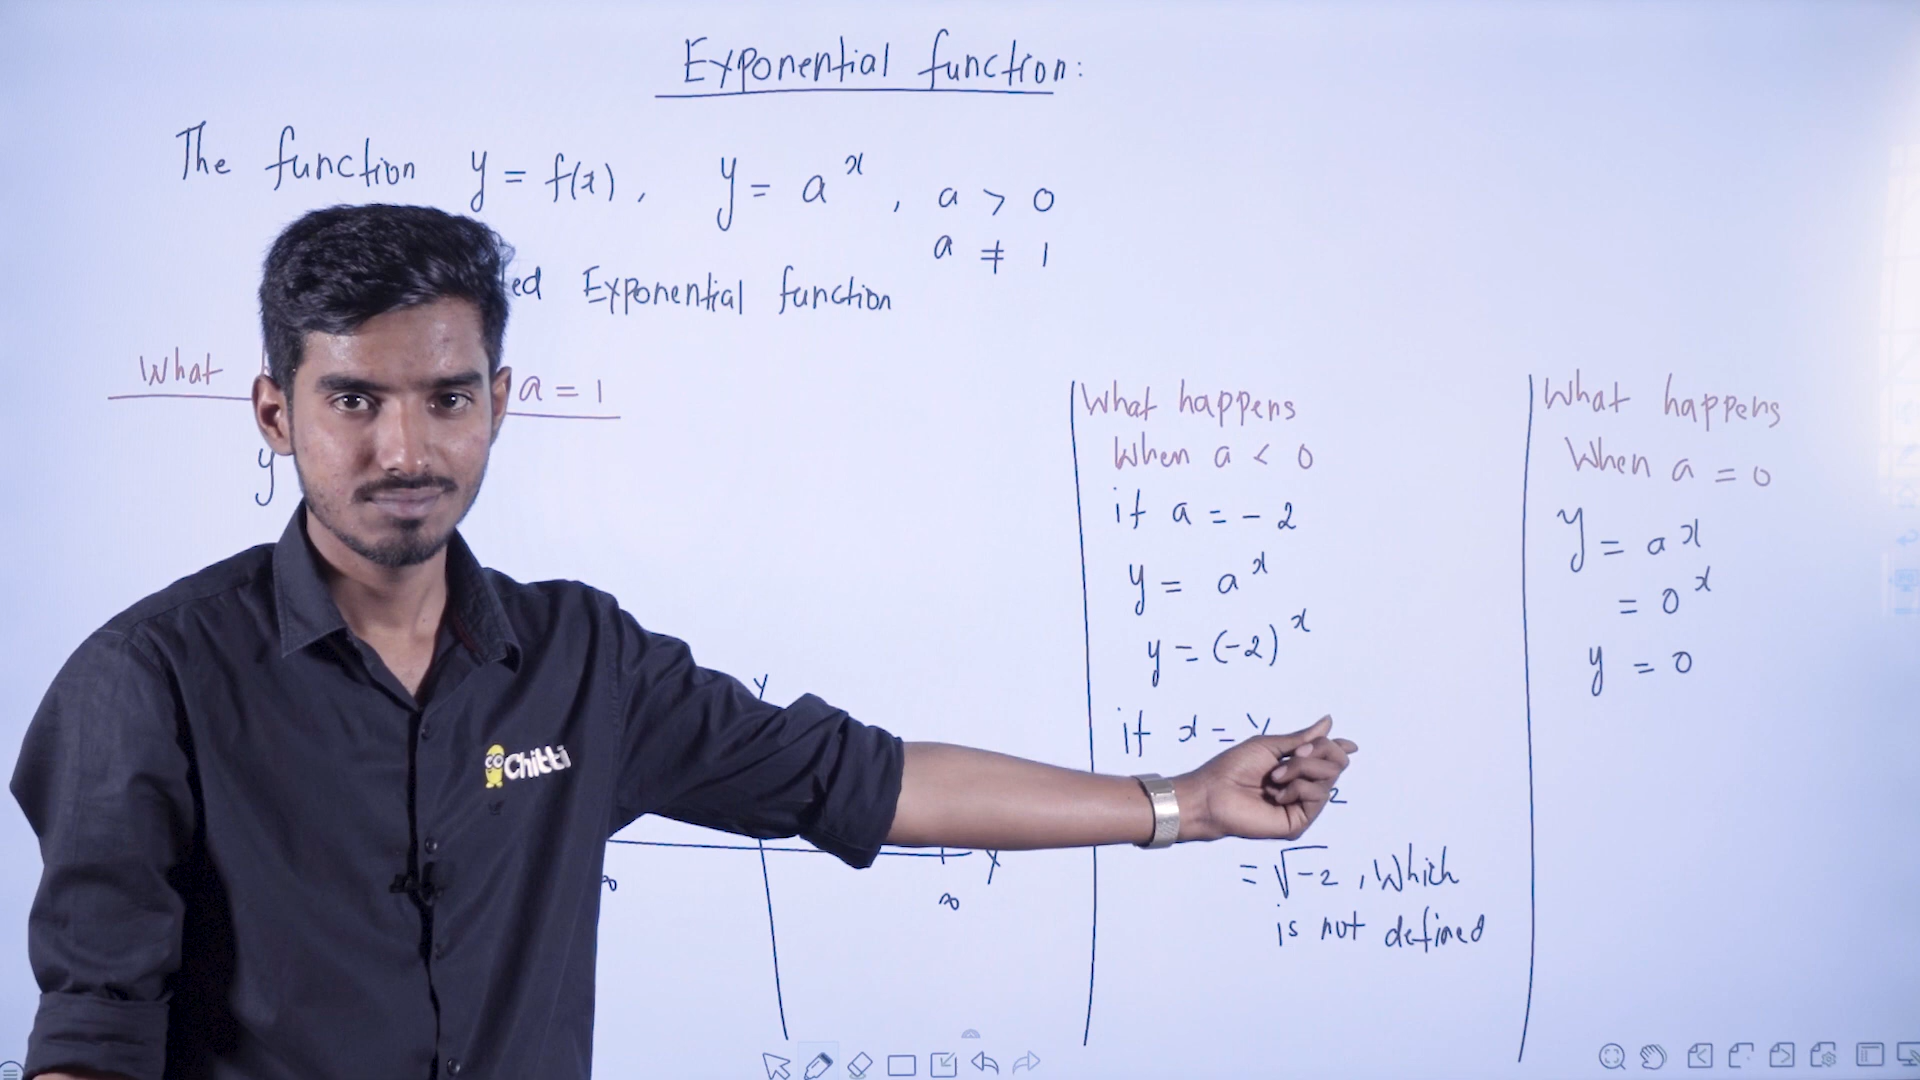 Exponential function:
The function y = f(x), y = a^x, a > 0
a ≠ 1
ed Exponential function
What a = 1
y
What happens
When a < 0
if a = -2
y = a^x
y = (-2)^x
if x =
2
= √-2, Which
is not defined
What happens
When a = 0
y = a^x
= 0^x
y = 0
Y
X
∞
Chitti